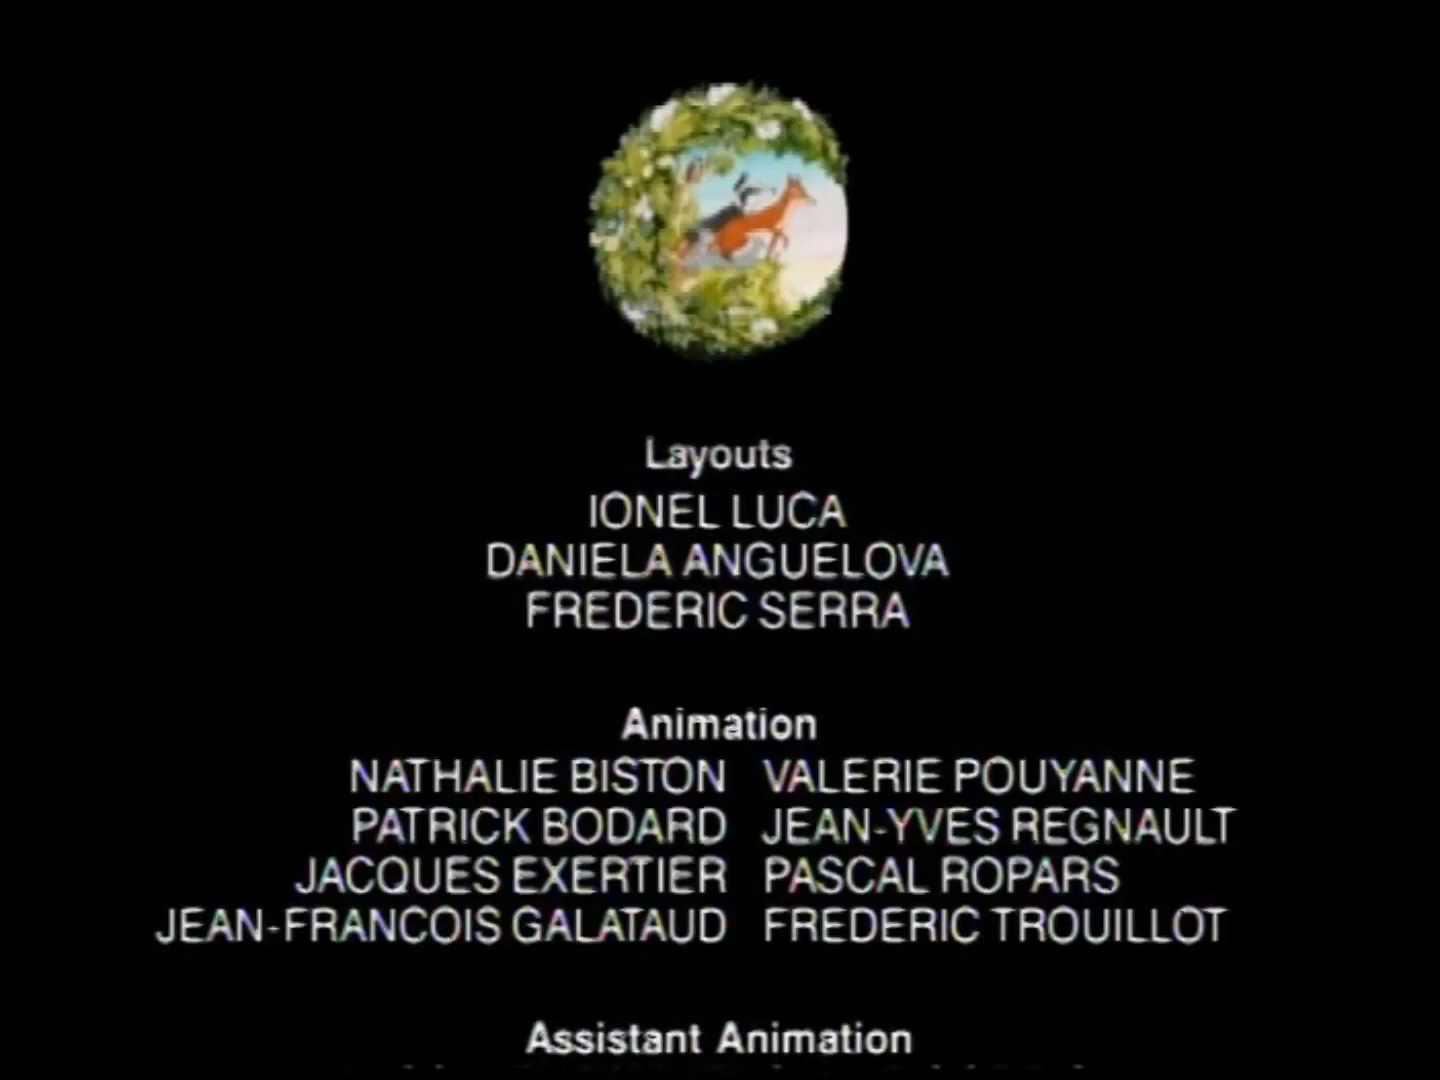 Layouts
IONEL LUCA
DANIELA ANGUELOVA
FREDERIC SERRA
Animation
NATHALIE BISTON VALERIE POUYANNE
PATRICK BODARD JEAN-YVES REGNAULT
JACQUES EXERTIER PASCAL ROPARS
JEAN-FRANCOIS GALATAUD FREDERIC TROUILLOT
Assistant Animation